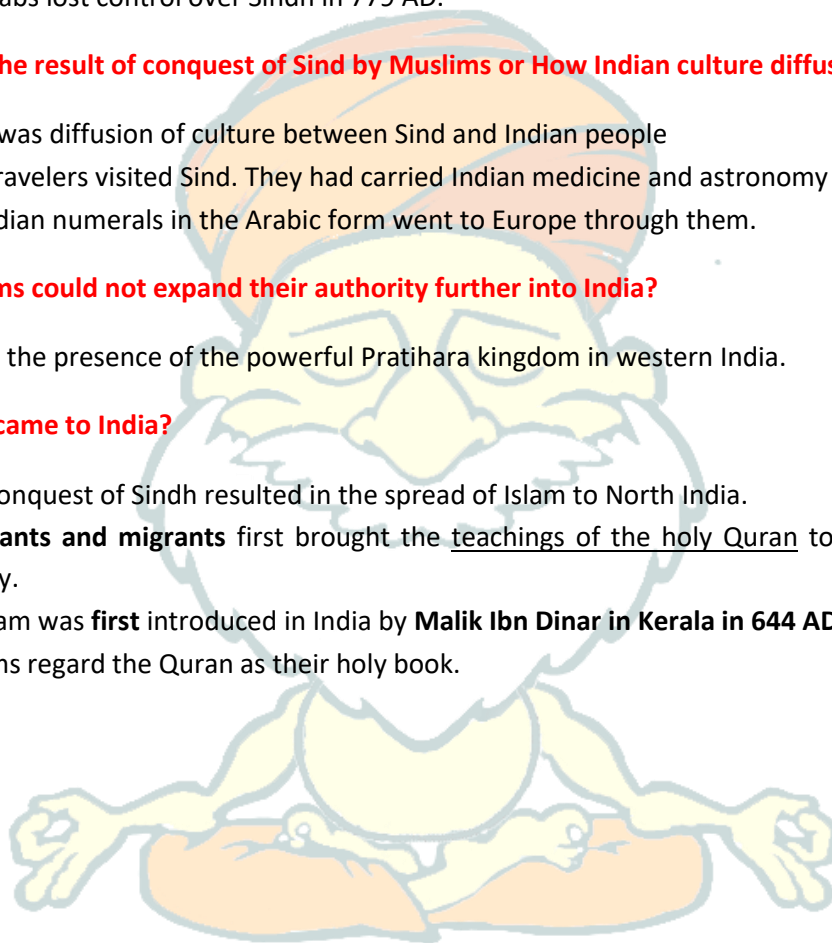 abs lost control over Sindh in 775 AD.
he result of conquest of Sind by Muslims or How Indian culture diffus
was diffusion of culture between Sind and Indian people
ravelers visited Sind. They had carried Indian medicine and astronomy
dian numerals in the Arabic form went to Europe through them.
ms could not expand their authority further into India?
the presence of the powerful Pratihara kingdom in western India.
came to India?
onquest of Sindh resulted in the spread of Islam to North India.
ants and migrants first brought the teachings of the holy Quran to
y.
am was first introduced in India by Malik Ibn Dinar in Kerala in 644 AD
ns regard the Quran as their holy book.